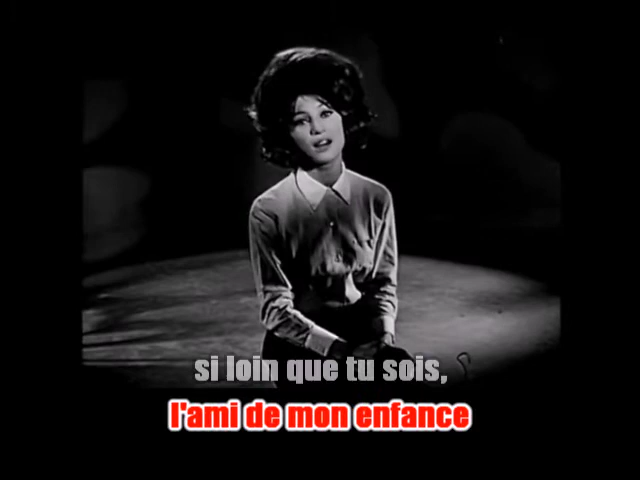 si loin que tu sois,
l'ami de mon enfance